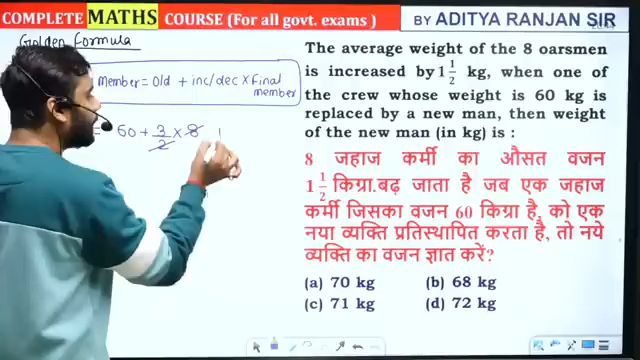 COMPLETE MATHS COURSE (For all govt. exams )
BY ADITYA RANJAN SIR
Golden Formula
Member = Old + inc/dec × Final member
= 60 + 3/2 × 8
The average weight of the 8 oarsmen
is increased by 1 1/2 kg, when one of
the crew whose weight is 60 kg is
replaced by a new man, then weight
of the new man (in kg) is :
8 जहाज कर्मी का औसत वजन
1 1/2 किग्रा.बढ़ जाता है जब एक जहाज
कर्मी जिसका वजन 60 किग्रा है, को एक
नया व्यक्ति प्रतिस्थापित करता है, तो नये
व्यक्ति का वजन ज्ञात करें?
(a) 70 kg (b) 68 kg
(c) 71 kg (d) 72 kg